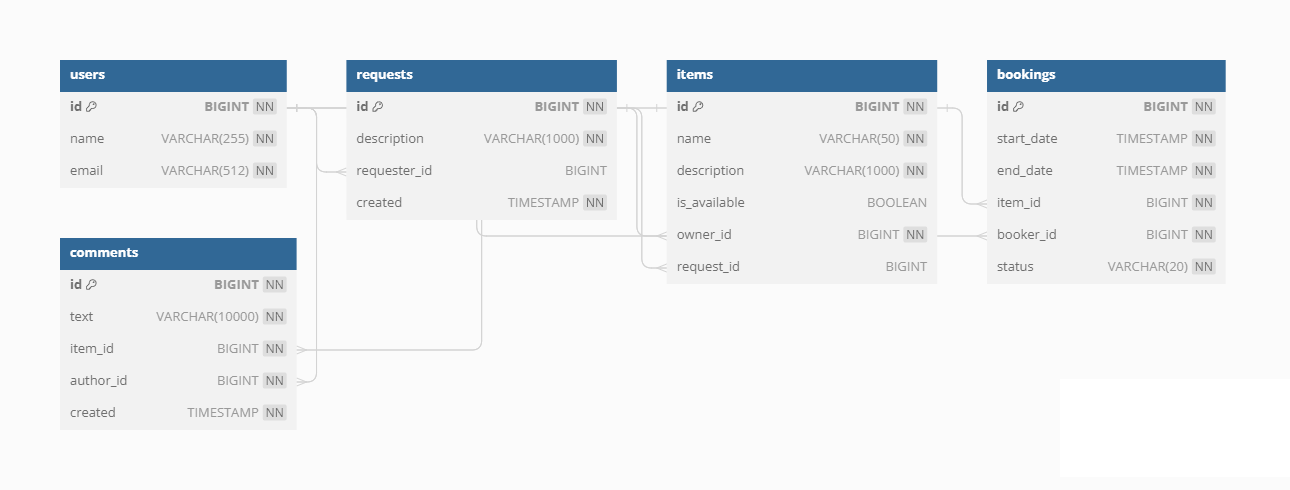 users
id BIGINT NN
name VARCHAR(255) NN
email VARCHAR(512) NN
requests
id BIGINT NN
description VARCHAR(1000) NN
requester_id BIGINT
created TIMESTAMP NN
items
id BIGINT NN
name VARCHAR(50) NN
description VARCHAR(1000) NN
is_available BOOLEAN
owner_id BIGINT NN
request_id BIGINT
bookings
id BIGINT NN
start_date TIMESTAMP NN
end_date TIMESTAMP NN
item_id BIGINT NN
booker_id BIGINT NN
status VARCHAR(20) NN
comments
id BIGINT NN
text VARCHAR(10000) NN
item_id BIGINT NN
author_id BIGINT NN
created TIMESTAMP NN